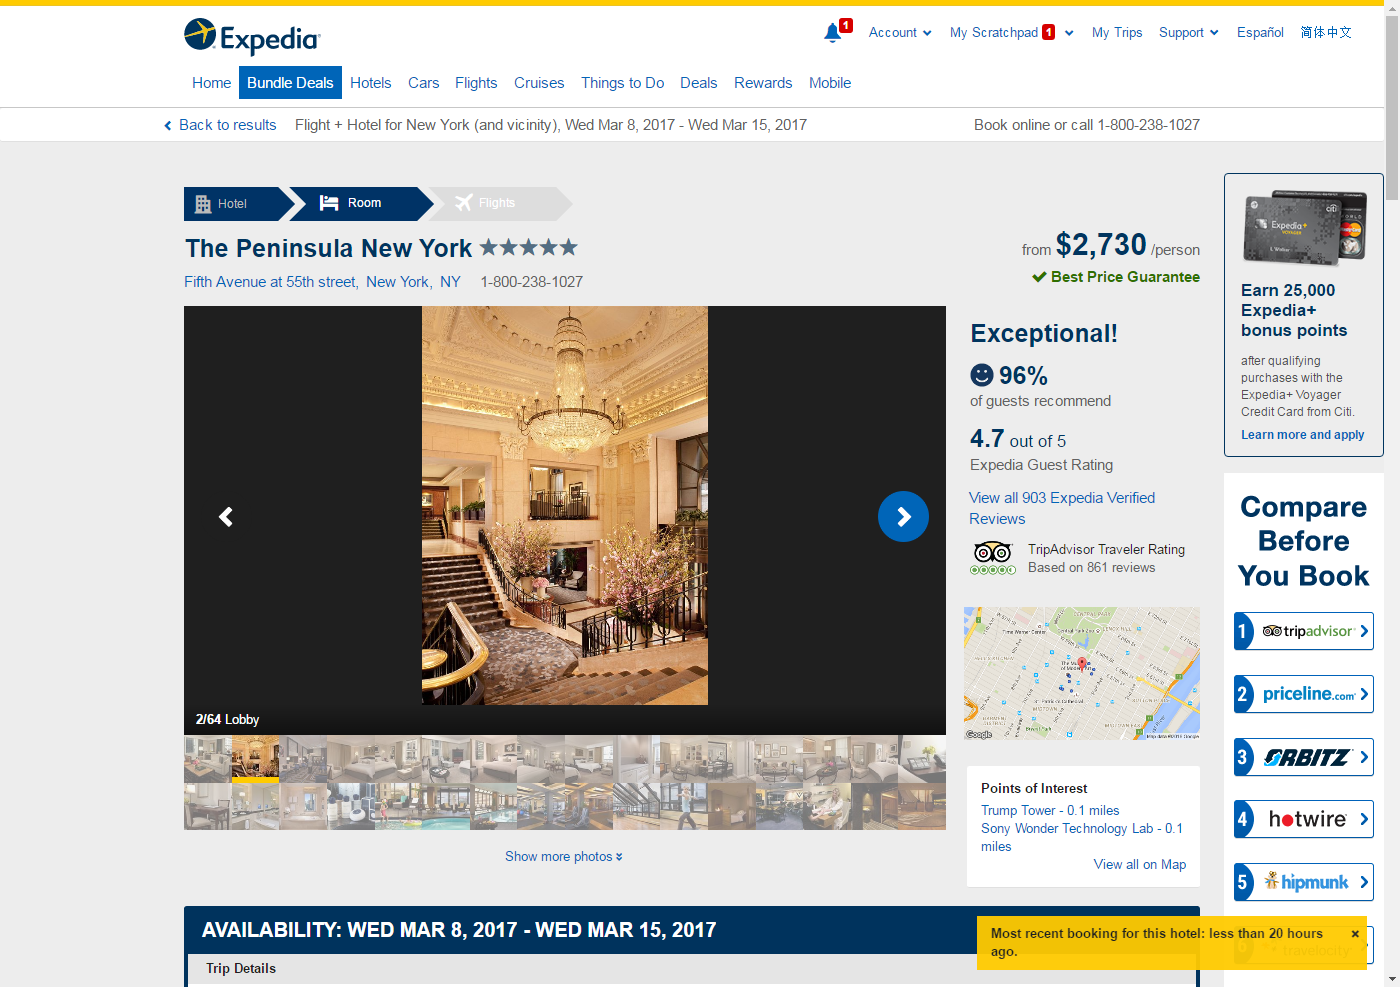 Expedia
1
Account
My Scratchpad 1
My Trips
Support
Español
简体中文
Home
Bundle Deals
Hotels
Cars
Flights
Cruises
Things to Do
Deals
Rewards
Mobile
Back to results
Flight + Hotel for New York (and vicinity), Wed Mar 8, 2017 - Wed Mar 15, 2017
Book online or call 1-800-238-1027
Hotel
Room
Flights
The Peninsula New York
Fifth Avenue at 55th street, New York, NY 1-800-238-1027
from $2,730 /person
Best Price Guarantee
2/64 Lobby
Show more photos
Exceptional!
96%
of guests recommend
4.7 out of 5
Expedia Guest Rating
View all 903 Expedia Verified
Reviews
TripAdvisor Traveler Rating
Based on 861 reviews
Google
Points of Interest
Trump Tower - 0.1 miles
Sony Wonder Technology Lab - 0.1
miles
View all on Map
citi
Expedia+
VOYAGER
Earn 25,000
Expedia+
bonus points
after qualifying
purchases with the
Expedia+ Voyager
Credit Card from Citi.
Learn more and apply
Compare
Before
You Book
1 tripadvisor
2 priceline.com
3 ORBITZ
4 hotwire
5 hipmunk
6 travelocity
AVAILABILITY: WED MAR 8, 2017 - WED MAR 15, 2017
Trip Details
Most recent booking for this hotel: less than 20 hours
ago.